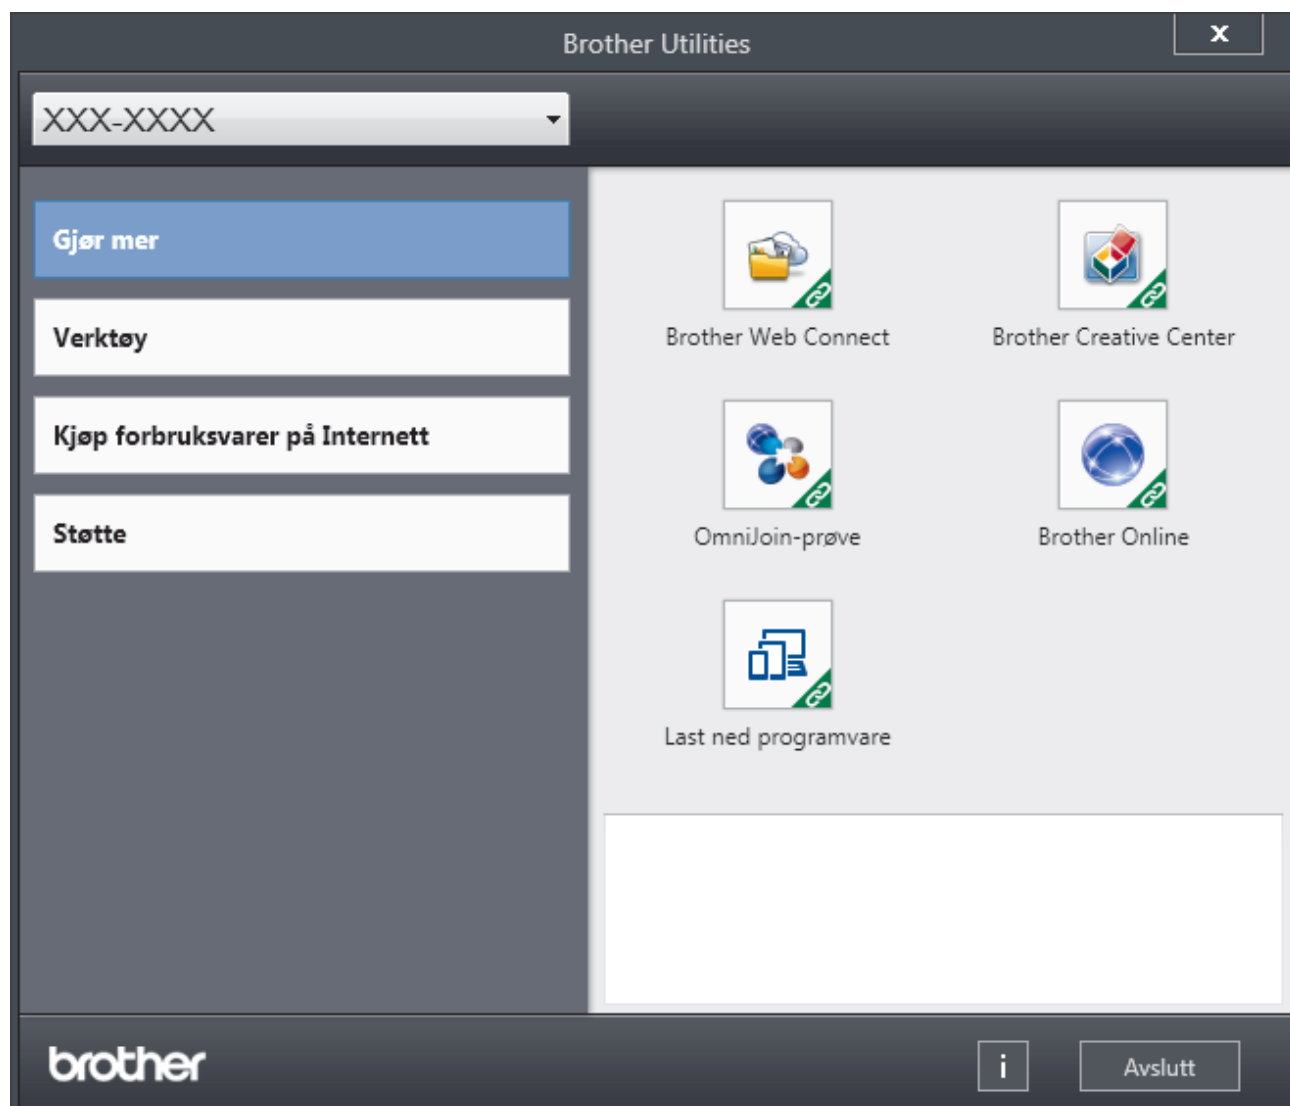 Brother Utilities
x
XXX-XXXX
Gjør mer
Verktøy
Kjøp forbruksvarer på Internett
Støtte
Brother Web Connect
Brother Creative Center
OmniJoin-prøve
Brother Online
Last ned programvare
brother
i
Avslutt